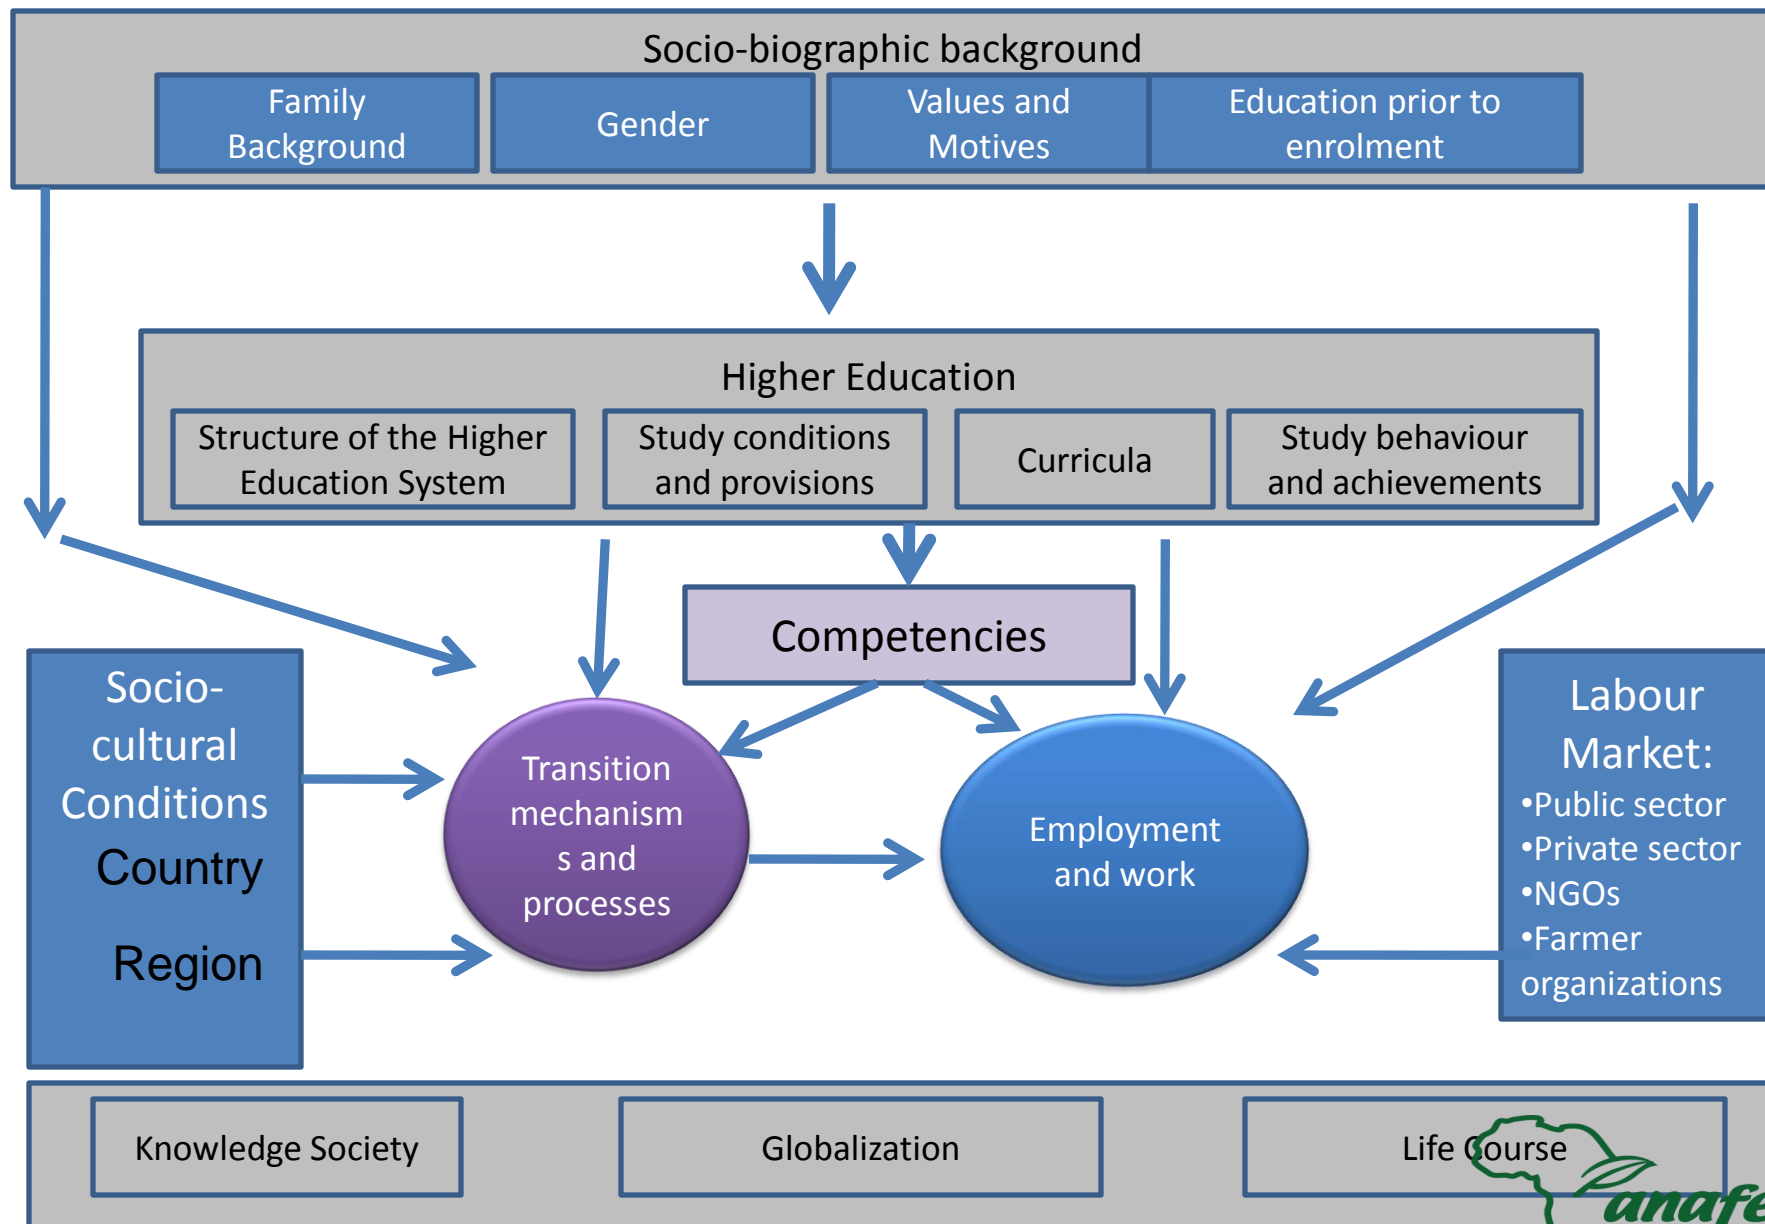 Socio-biographic background
Family
Background
Gender
Values and
Motives
Education prior to
enrolment
Higher Education
Structure of the Higher
Education System
Study conditions
and provisions
Curricula
Study behaviour
and achievements
Competencies
Socio-
cultural
Conditions
Country
Region
Transition
mechanism
s and
processes
Employment
and work
Labour
Market:
•Public sector
•Private sector
•NGOs
•Farmer
organizations
Knowledge Society
Globalization
Life Course
anafe